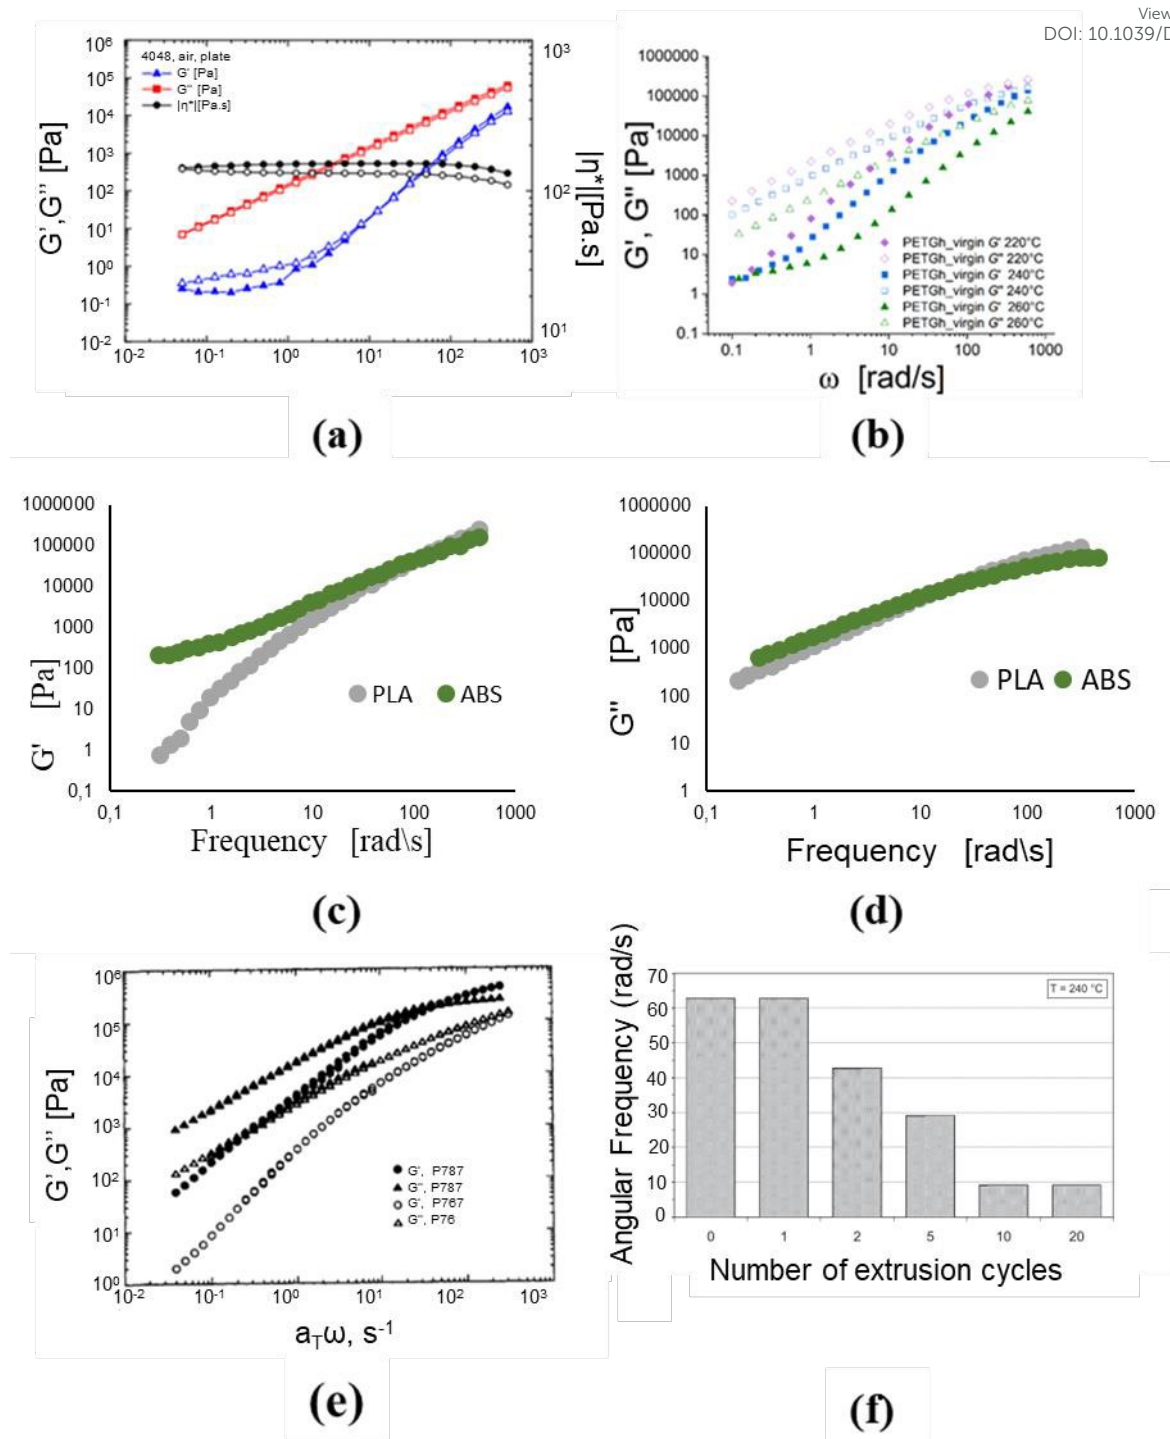 View
DOI: 10.1039/D
10⁶
10⁵
10⁴
10³
10²
10¹
10⁰
10⁻¹
10⁻²
4048, air, plate
G' [Pa]
G" [Pa]
|η*|[Pa.s]
10³
10²
10¹
10⁻² 10⁻¹ 10⁰ 10¹ 10² 10³
G',G" [Pa]
|η*|[Pa.s]
(a)
1000000
100000
10000
1000
100
10
1
0.1
G', G" [Pa]
PETGh_virgin G' 220°C
PETGh_virgin G" 220°C
PETGh_virgin G' 240°C
PETGh_virgin G" 240°C
PETGh_virgin G' 260°C
PETGh_virgin G" 260°C
0.1 1 10 100 1000
ω [rad/s]
(b)
1000000
100000
10000
1000
100
10
1
0,1
G' [Pa]
PLA ABS
0,1 1 10 100 1000
Frequency [rad\s]
(c)
1000000
100000
10000
1000
100
10
1
G" [Pa]
PLA ABS
0,1 1 10 100 1000
Frequency [rad\s]
(d)
10⁶
10⁵
10⁴
10³
10²
10¹
10⁰
G',G" [Pa]
G', P787
G", P787
G', P767
G", P76
10⁻² 10⁻¹ 10⁰ 10¹ 10² 10³
a_Tω, s⁻¹
(e)
Angular Frequency (rad/s)
70
60
50
40
30
20
10
0
T = 240 °C
0 1 2 5 10 20
Number of extrusion cycles
(f)